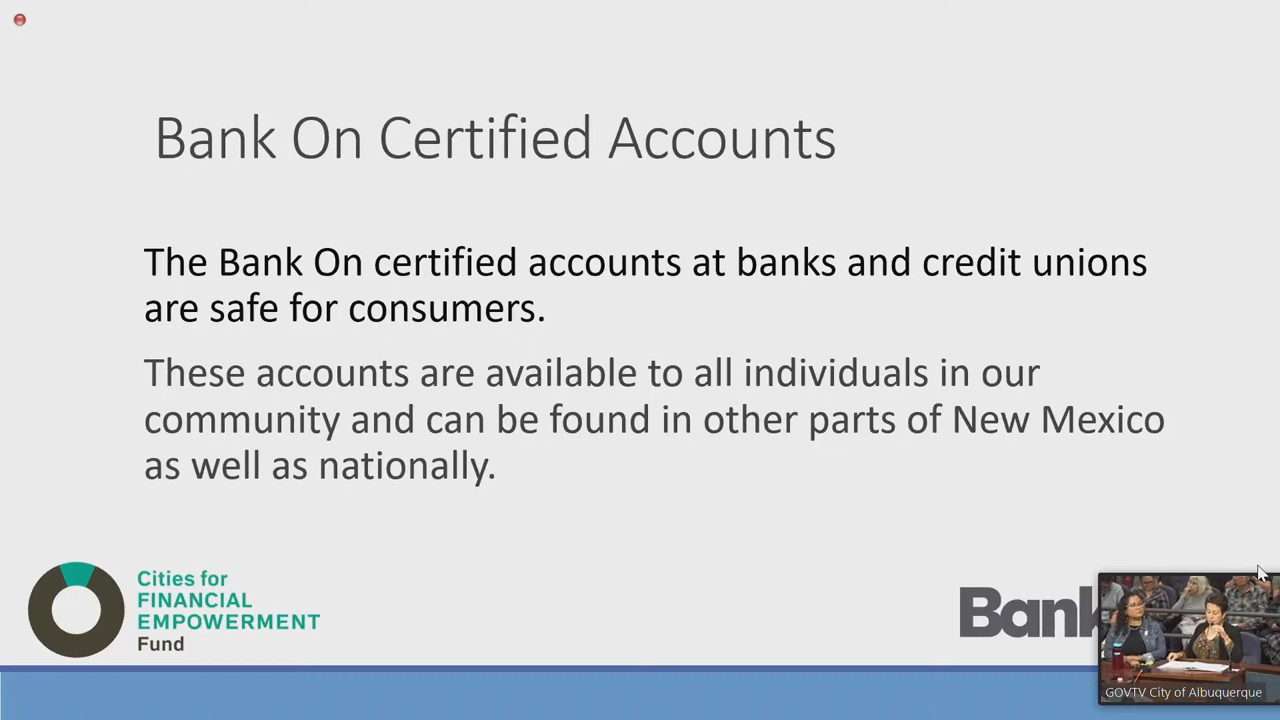 Bank On Certified Accounts
The Bank On certified accounts at banks and credit unions
are safe for consumers.
These accounts are available to all individuals in our
community and can be found in other parts of New Mexico
as well as nationally.
Cities for
FINANCIAL
EMPOWERMENT
Fund
Bank
GOVTV City of Albuquerque